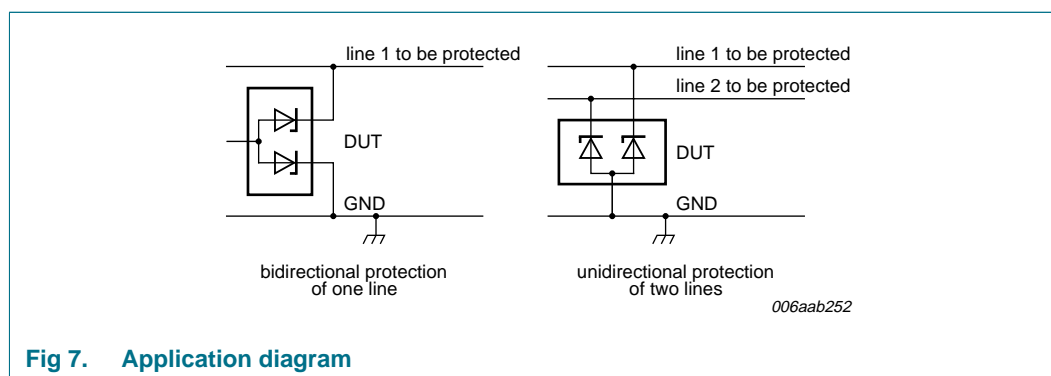 line 1 to be protected
DUT
GND
bidirectional protection
of one line
line 1 to be protected
line 2 to be protected
DUT
GND
unidirectional protection
of two lines
006aab252
Fig 7. Application diagram